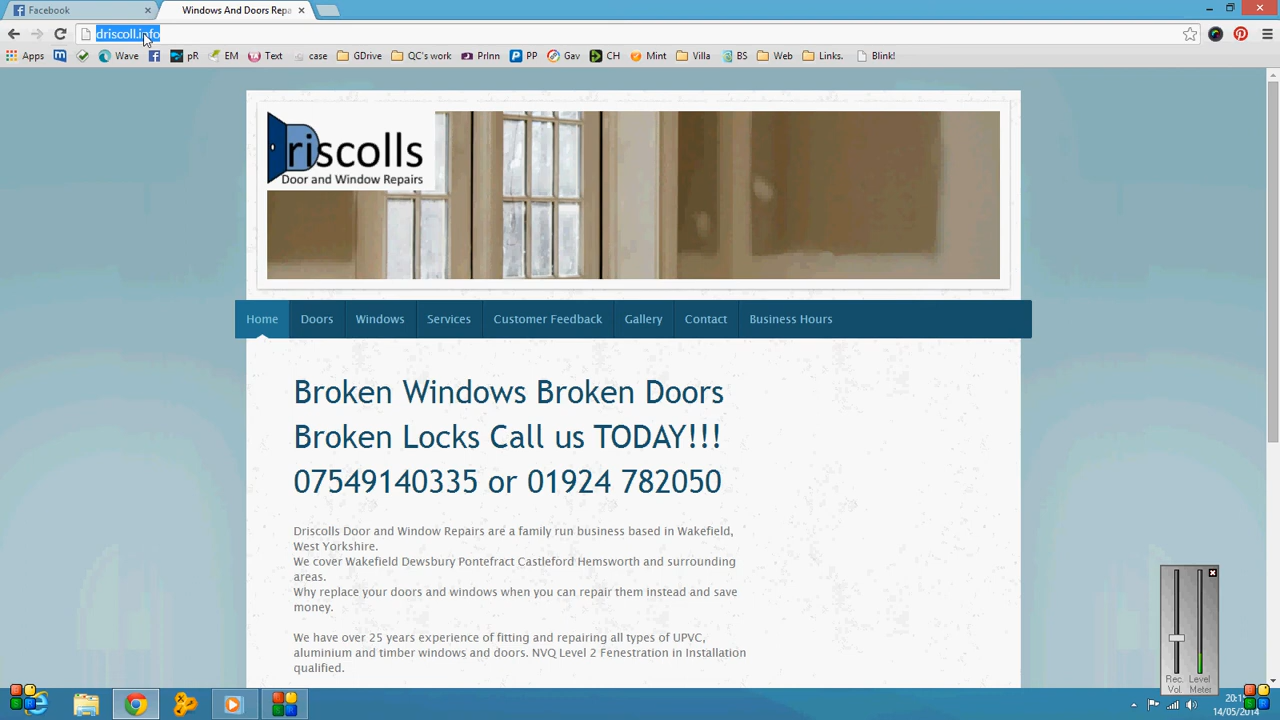 Facebook
Windows And Doors Repa
driscoll.info
Apps
Wave
pR
EM
Text
case
GDrive
QC's work
PrInn
PP
Gav
CH
Mint
Villa
BS
Web
Links.
Blink!
Driscolls
Door and Window Repairs
Home Doors Windows Services Customer Feedback Gallery Contact Business Hours
Broken Windows Broken Doors
Broken Locks Call us TODAY!!!
07549140335 or 01924 782050
Driscolls Door and Window Repairs are a family run business based in Wakefield,
West Yorkshire.
We cover Wakefield Dewsbury Pontefract Castleford Hemsworth and surrounding
areas.
Why replace your doors and windows when you can repair them instead and save
money.
We have over 25 years experience of fitting and repairing all types of UPVC,
aluminium and timber windows and doors. NVQ Level 2 Fenestration in Installation
qualified.
Rec. Level
Vol Meter
14/05/2014